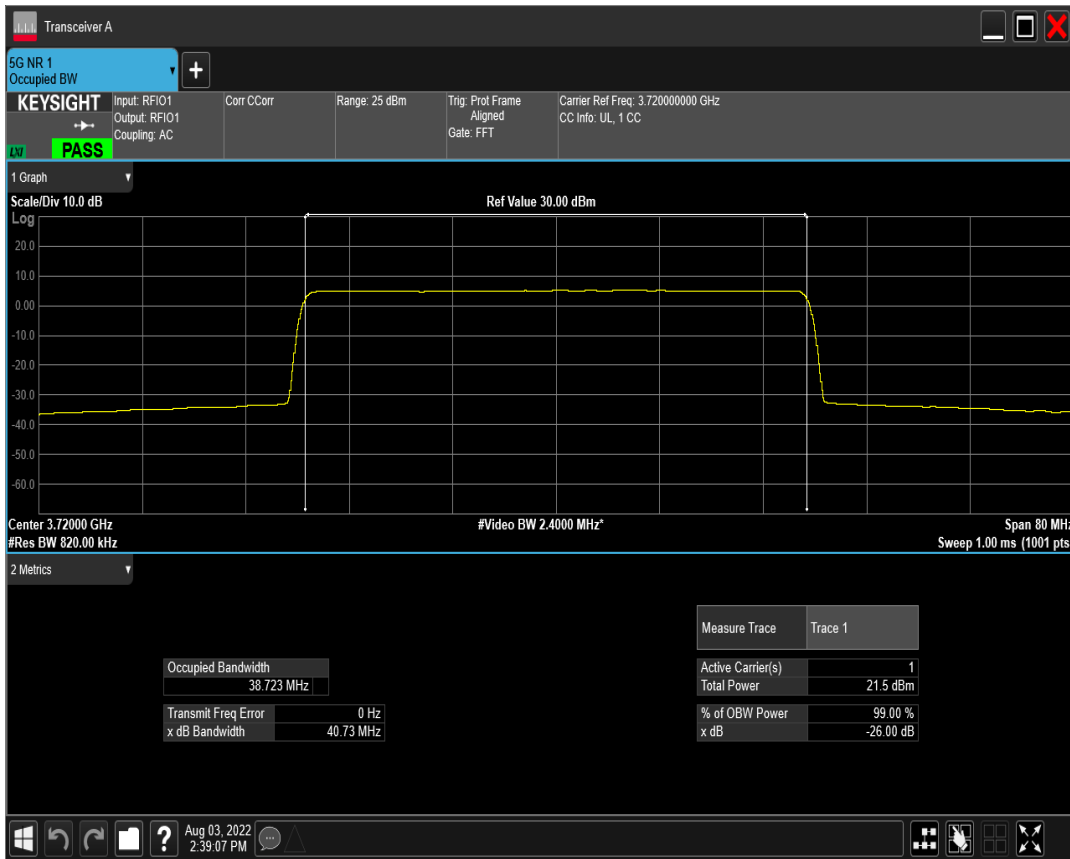 Transceiver A
5G NR 1
Occupied BW
KEYSIGHT
LXI
PASS
Input: RFIO1
Output: RFIO1
Coupling: AC
Corr CCorr
Range: 25 dBm
Trig: Prot Frame
Aligned
Gate: FFT
Carrier Ref Freq: 3.720000000 GHz
CC Info: UL, 1 CC
1 Graph
Scale/Div 10.0 dB
Ref Value 30.00 dBm
Log
20.0
10.0
0.00
-10.0
-20.0
-30.0
-40.0
-50.0
-60.0
Center 3.72000 GHz
#Video BW 2.4000 MHz*
Span 80 MHz
#Res BW 820.00 kHz
Sweep 1.00 ms (1001 pts
2 Metrics
Measure Trace Trace 1
Occupied Bandwidth
38.723 MHz
Active Carrier(s) 1
Total Power 21.5 dBm
Transmit Freq Error 0 Hz
x dB Bandwidth 40.73 MHz
% of OBW Power 99.00 %
x dB -26.00 dB
?
Aug 03, 2022
2:39:07 PM